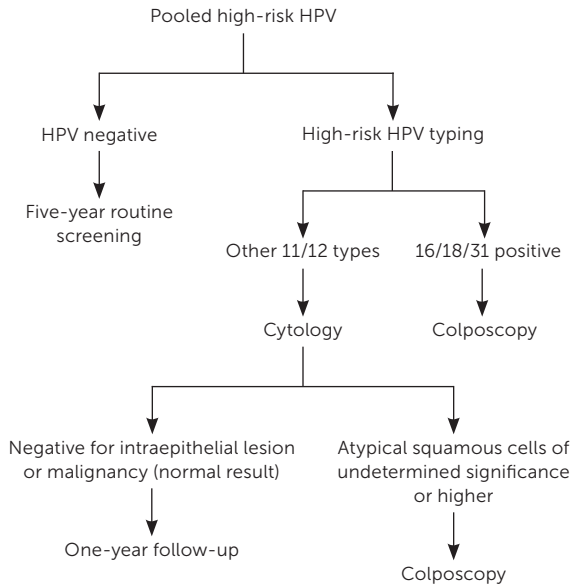 Pooled high-risk HPV
HPV negative
High-risk HPV typing
Five-year routine
screening
Other 11/12 types
16/18/31 positive
Cytology
Colposcopy
Negative for intraepithelial lesion
or malignancy (normal result)
Atypical squamous cells of
undetermined significance
or higher
One-year follow-up
Colposcopy